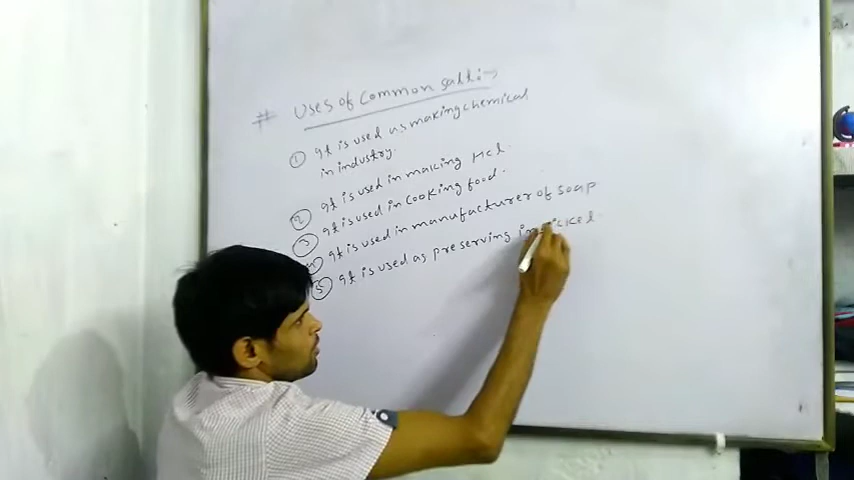 # Uses of Common Salt :→
① It is used as making chemical
in industry.
② It is used in making Hcl.
③ It is used in cooking food.
④ It is used in manufacturer of soap
⑤ It is used as preserving in